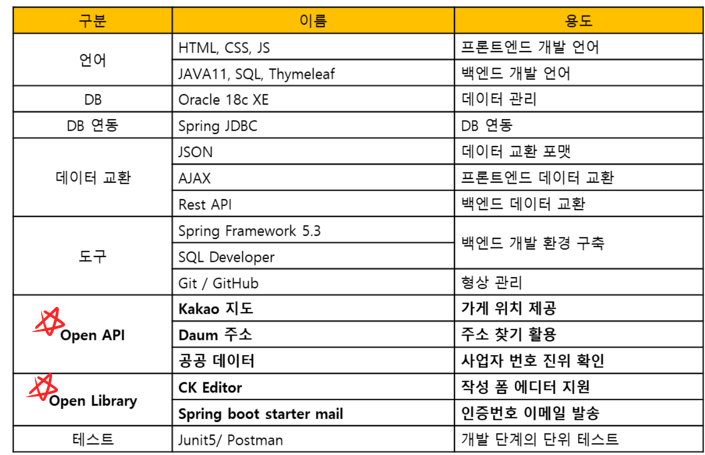 구분 이름 용도
언어 HTML, CSS, JS 프론트엔드 개발 언어
JAVA11, SQL, Thymeleaf 백엔드 개발 언어
DB Oracle 18c XE 데이터 관리
DB 연동 Spring JDBC DB 연동
데이터 교환 JSON 데이터 교환 포맷
AJAX 프론트엔드 데이터 교환
Rest API 백엔드 데이터 교환
도구 Spring Framework 5.3 백엔드 개발 환경 구축
SQL Developer
Git / GitHub 형상 관리
Open API Kakao 지도 가게 위치 제공
Daum 주소 주소 찾기 활용
공공 데이터 사업자 번호 진위 확인
Open Library CK Editor 작성 폼 에디터 지원
Spring boot starter mail 인증번호 이메일 발송
테스트 Junit5/ Postman 개발 단계의 단위 테스트